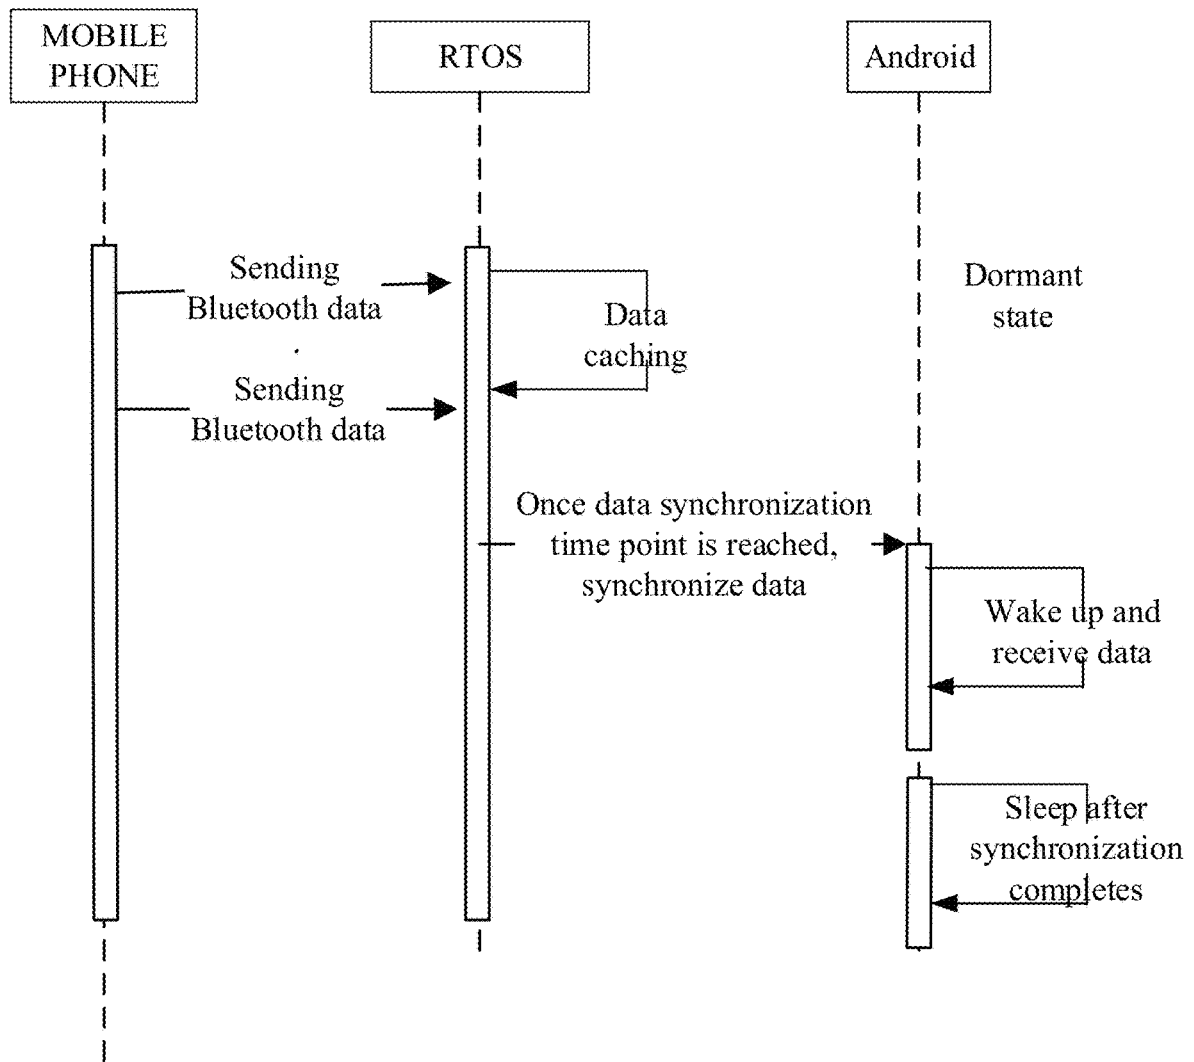 MOBILE
PHONE
RTOS
Android
Sending
Bluetooth data
Data
caching
Dormant
state
Sending
Bluetooth data
Once data synchronization
time point is reached,
synchronize data
Wake up and
receive data
Sleep after
synchronization
completes